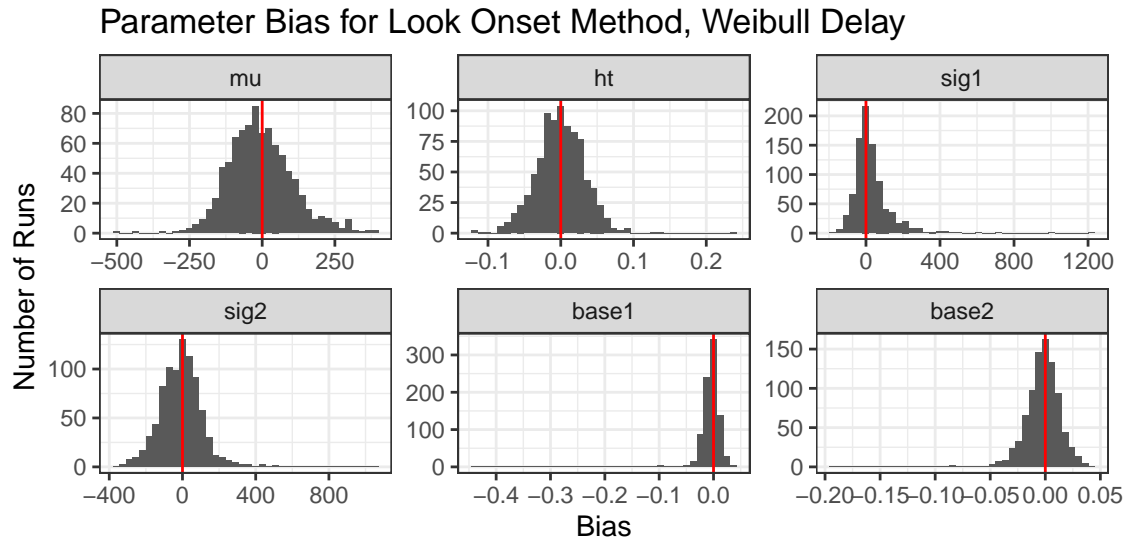 Parameter Bias for Look Onset Method, Weibull Delay
mu
ht
sig1
80
60
40
20
0
−500 −250 0 250
100
75
50
25
0
−0.1 0.0 0.1 0.2
200
150
100
50
0
0 400 800 1200
Number of Runs
sig2
base1
base2
100
50
0
−400 0 400 800
300
200
100
0
−0.4 −0.3 −0.2 −0.1 0.0
150
100
50
0
−0.20 −0.15 −0.10 −0.05 0.00 0.05
Bias